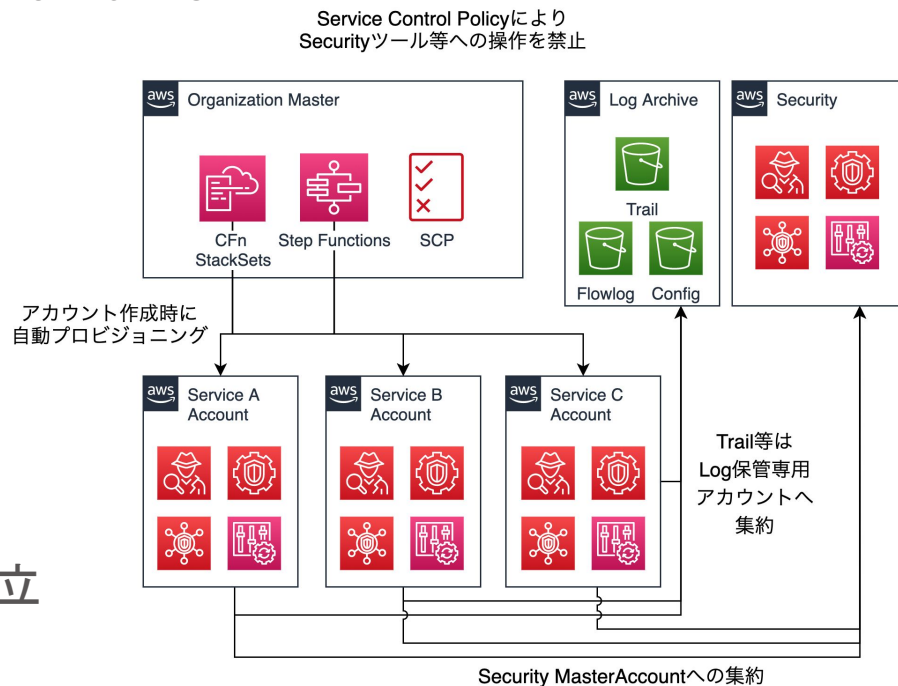 Service Control Policyにより
Securityツール等への操作を禁止
aws
Organization Master
aws
Log Archive
aws
Security
Trail
CFn
StackSets
Step Functions
SCP
Flowlog
Config
アカウント作成時に
自動プロビジョニング
aws
Service A
Account
aws
Service B
Account
aws
Service C
Account
Trail等は
Log保管専用
アカウントへ
集約
立
Security MasterAccountへの集約